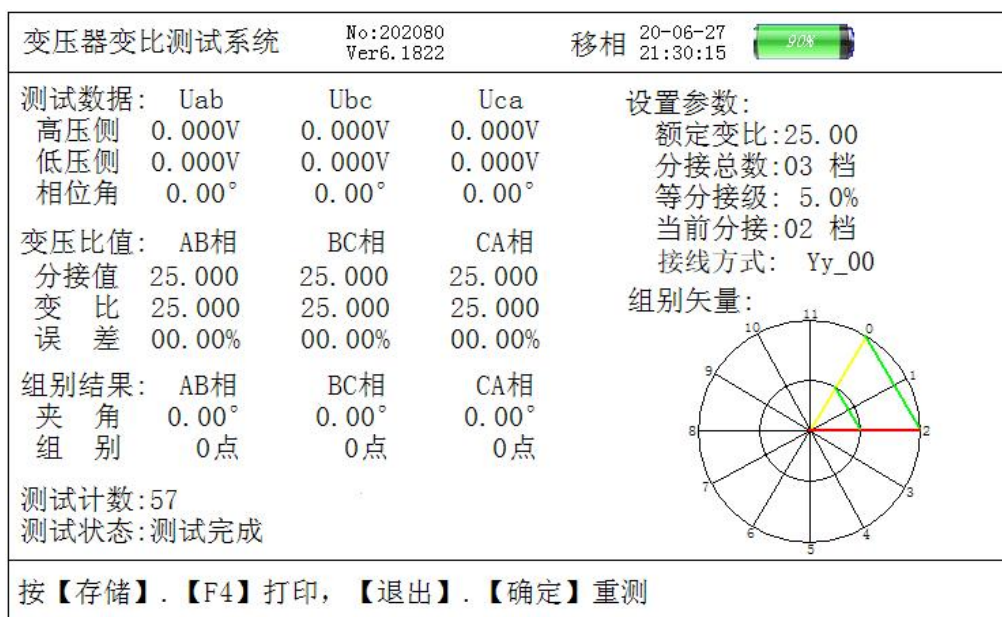 变压器变比测试系统 No:202080 Ver6.1822 移相 20-06-27 21:30:15 90%
测试数据: Uab Ubc Uca
高压侧 0.000V 0.000V 0.000V
低压侧 0.000V 0.000V 0.000V
相位角 0.00° 0.00° 0.00°
变压比值: AB相 BC相 CA相
分接值 25.000 25.000 25.000
变 比 25.000 25.000 25.000
误 差 00.00% 00.00% 00.00%
组别结果: AB相 BC相 CA相
夹 角 0.00° 0.00° 0.00°
组 别 0点 0点 0点
测试计数:57
测试状态:测试完成
设置参数:
额定变比:25.00
分接总数:03 档
等分接级: 5.0%
当前分接:02 档
接线方式: Yy_00
组别矢量:
11
10 0
9 1
8 2
7 3
6 4
5
按【存储】.【F4】打印, 【退出】.【确定】重测